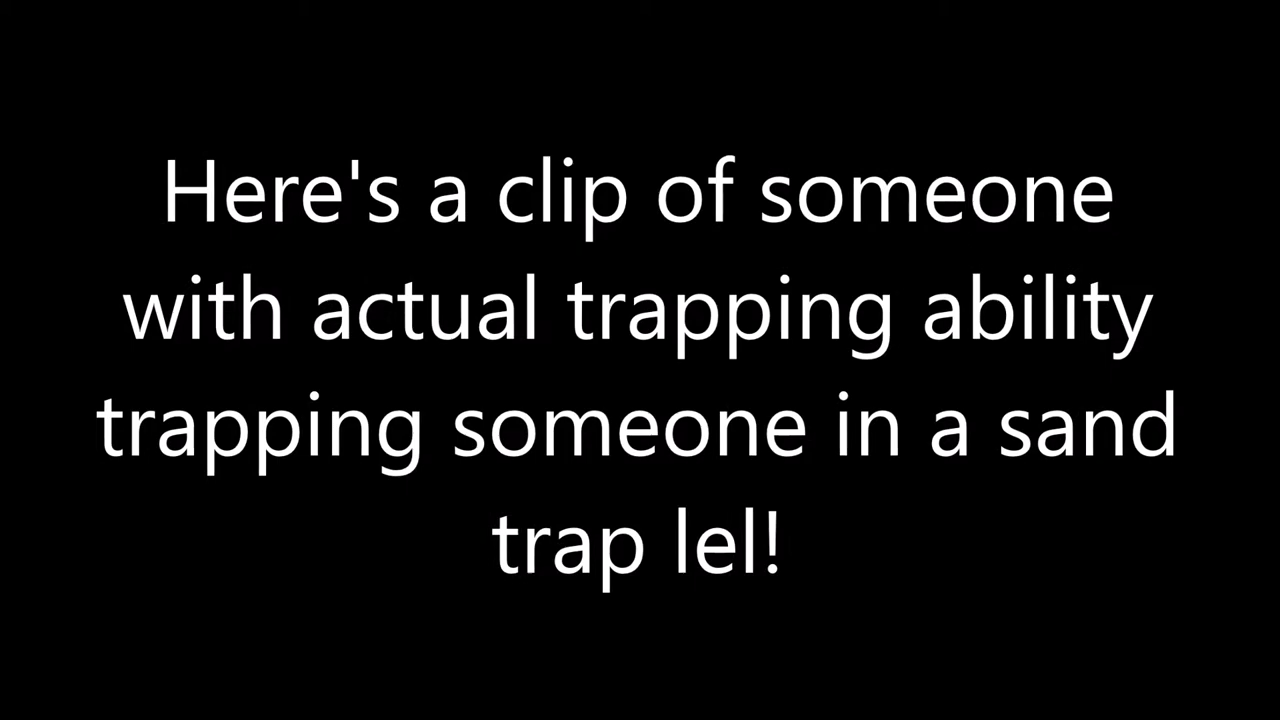 Here's a clip of someone
with actual trapping ability
trapping someone in a sand
trap lel!